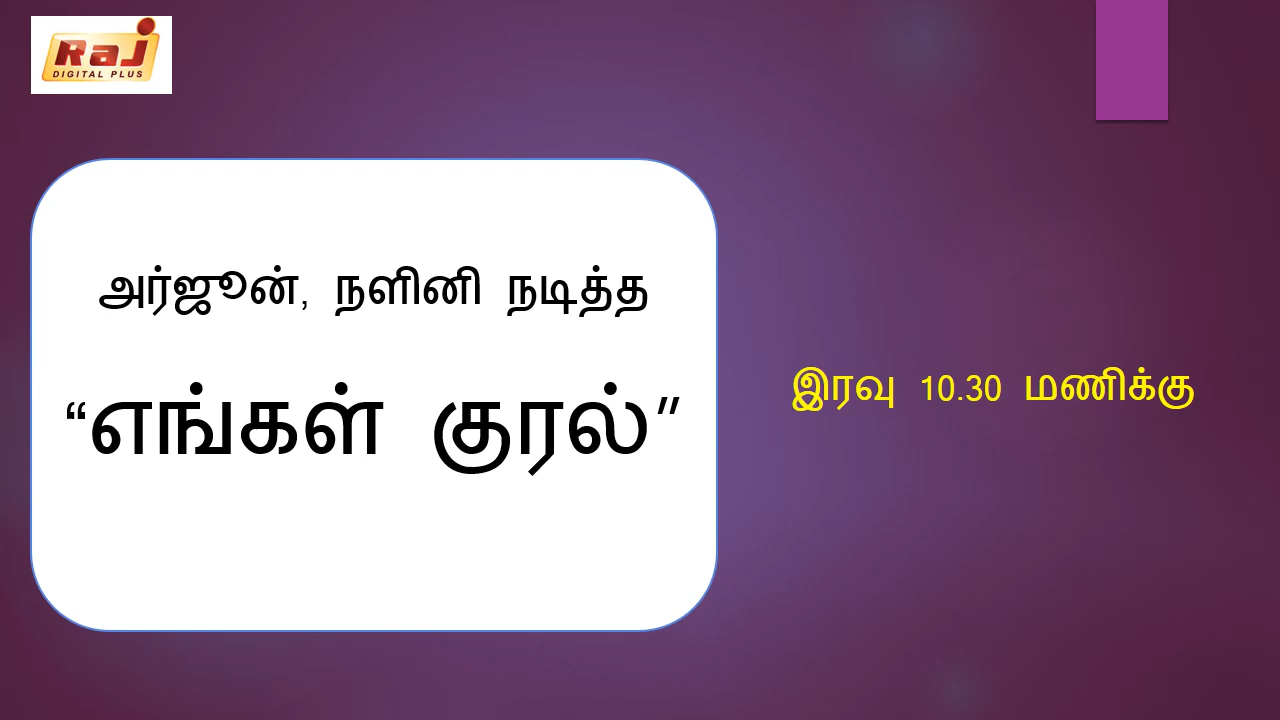 Raj
DIGITAL PLUS
அர்ஜூன், நளினி நடித்த
“எங்கள் குரல்”
இரவு 10.30 மணிக்கு